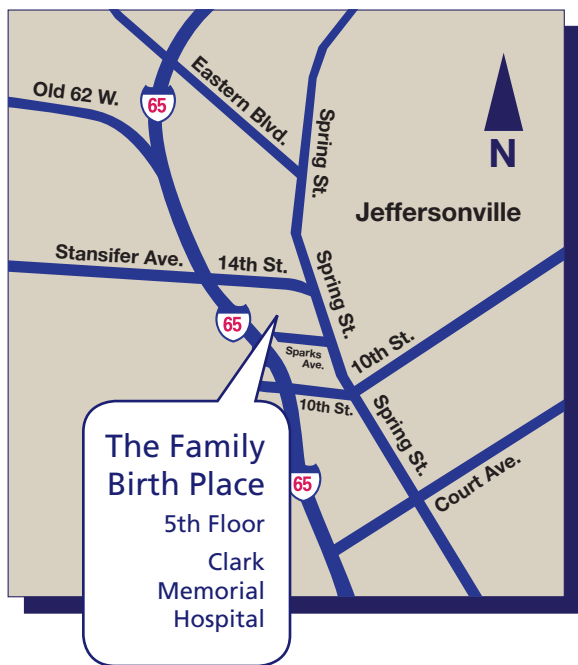 Old 62 W.
65
Eastern Blvd.
Spring St.
N
Jeffersonville
Stansifer Ave.
14th St.
Spring St.
65
Sparks
Ave.
10th St.
10th St.
Spring St.
Court Ave.
65
The Family
Birth Place
5th Floor
Clark
Memorial
Hospital